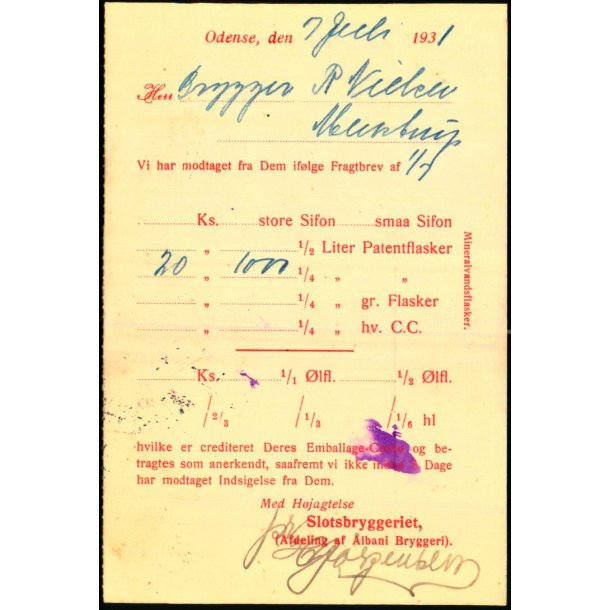 Odense, den 7 Juli 1931
Herr Brygger R Nielsen
Vi har modtaget fra Dem ifølge Fragtbrev af 1/7
Ks. store Sifon smaa Sifon
„ 1/2 Liter Patentflasker
20 „ 1000 1/4 „ „
„ 1/4 „ gr. Flasker
„ 1/4 „ hv. C.C.
Mineralvandsflasker.
Ks. 1/1 Ølfl. 1/2 Ølfl.
/2/3 /1/3 /1/6 hl
hvilke er crediteret Deres Emballage-Conto og be-
tragtes som anerkendt, saafremt vi ikke inden Dage
har modtaget Indsigelse fra Dem.
Med Højagtelse
Slotsbryggeriet,
(Afdeling af Albani Bryggeri).